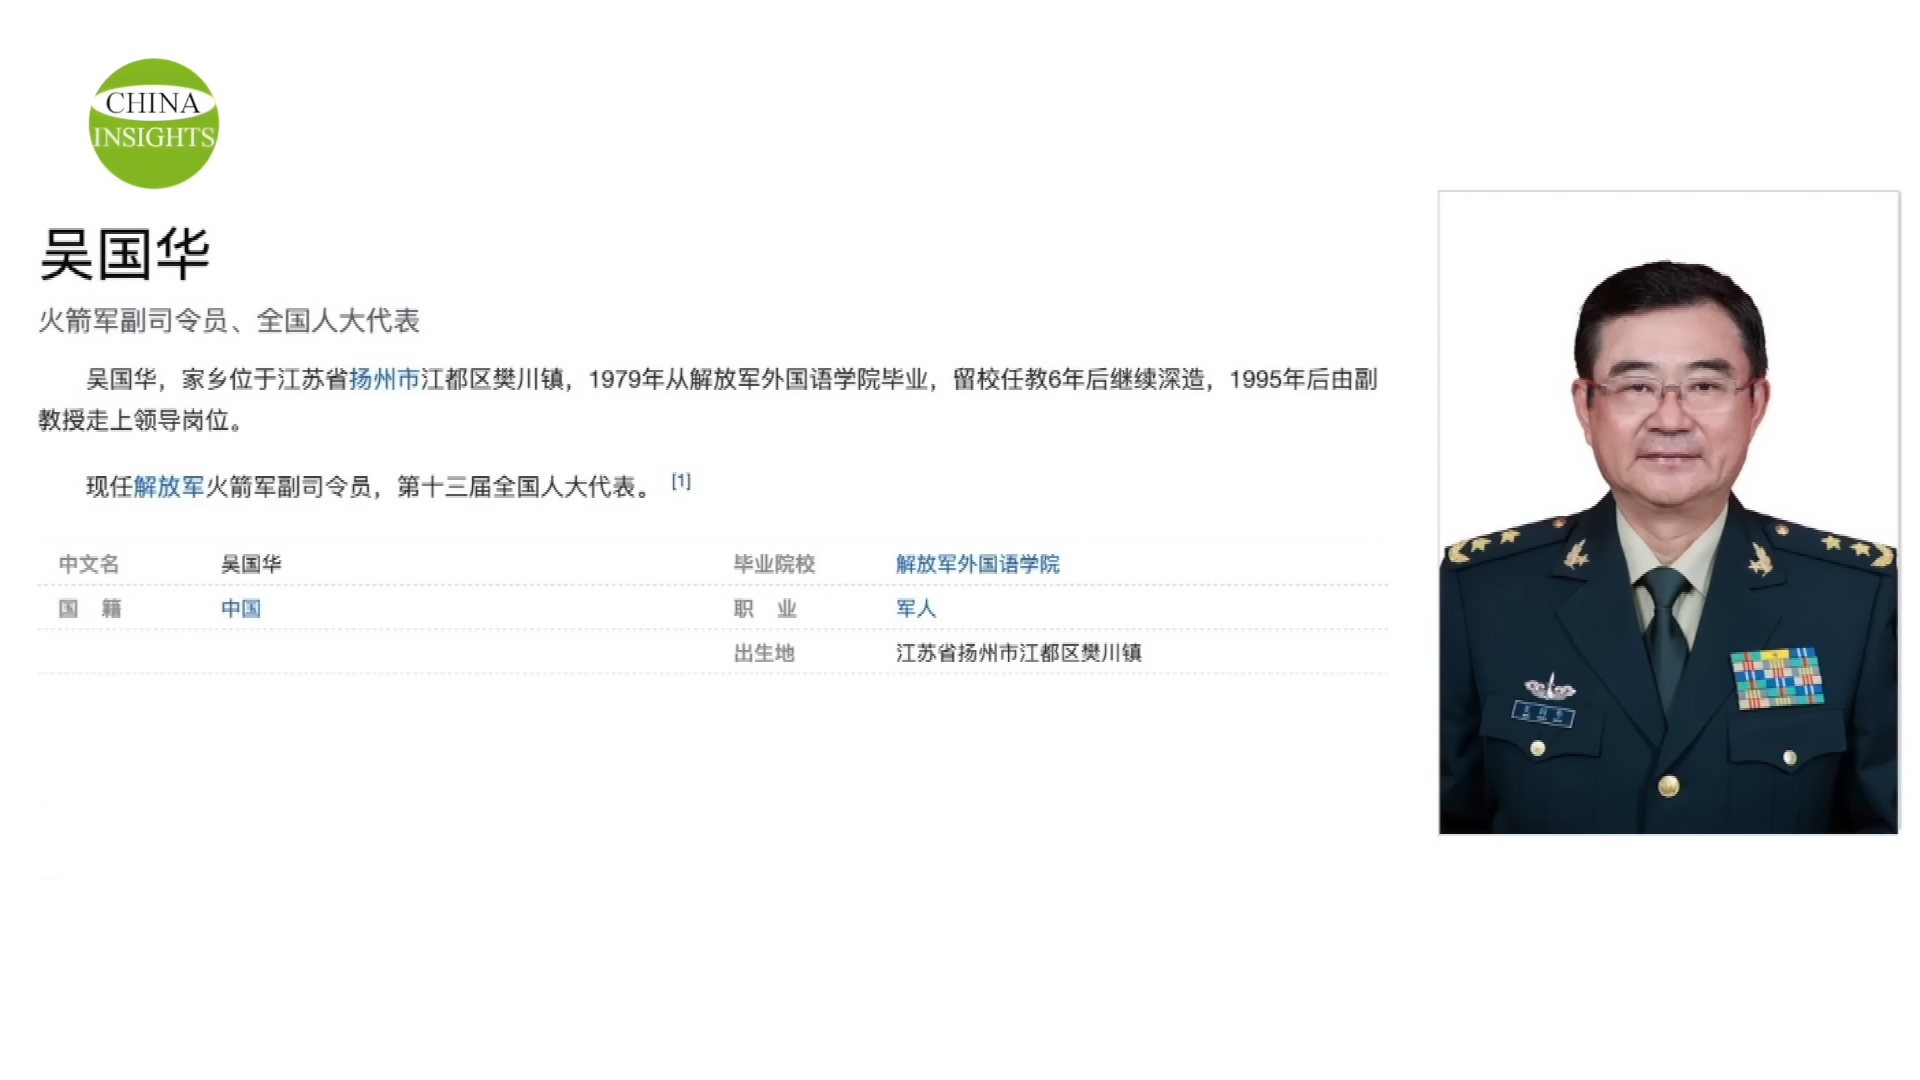 CHINA
INSIGHTS
吴国华
火箭军副司令员、全国人大代表
吴国华，家乡位于江苏省扬州市江都区樊川镇，1979年从解放军外国语学院毕业，留校任教6年后继续深造，1995年后由副
教授走上领导岗位。
现任解放军火箭军副司令员，第十三届全国人大代表。 [1]
中文名 吴国华 毕业院校 解放军外国语学院
国 籍 中国 职 业 军人
出生地 江苏省扬州市江都区樊川镇